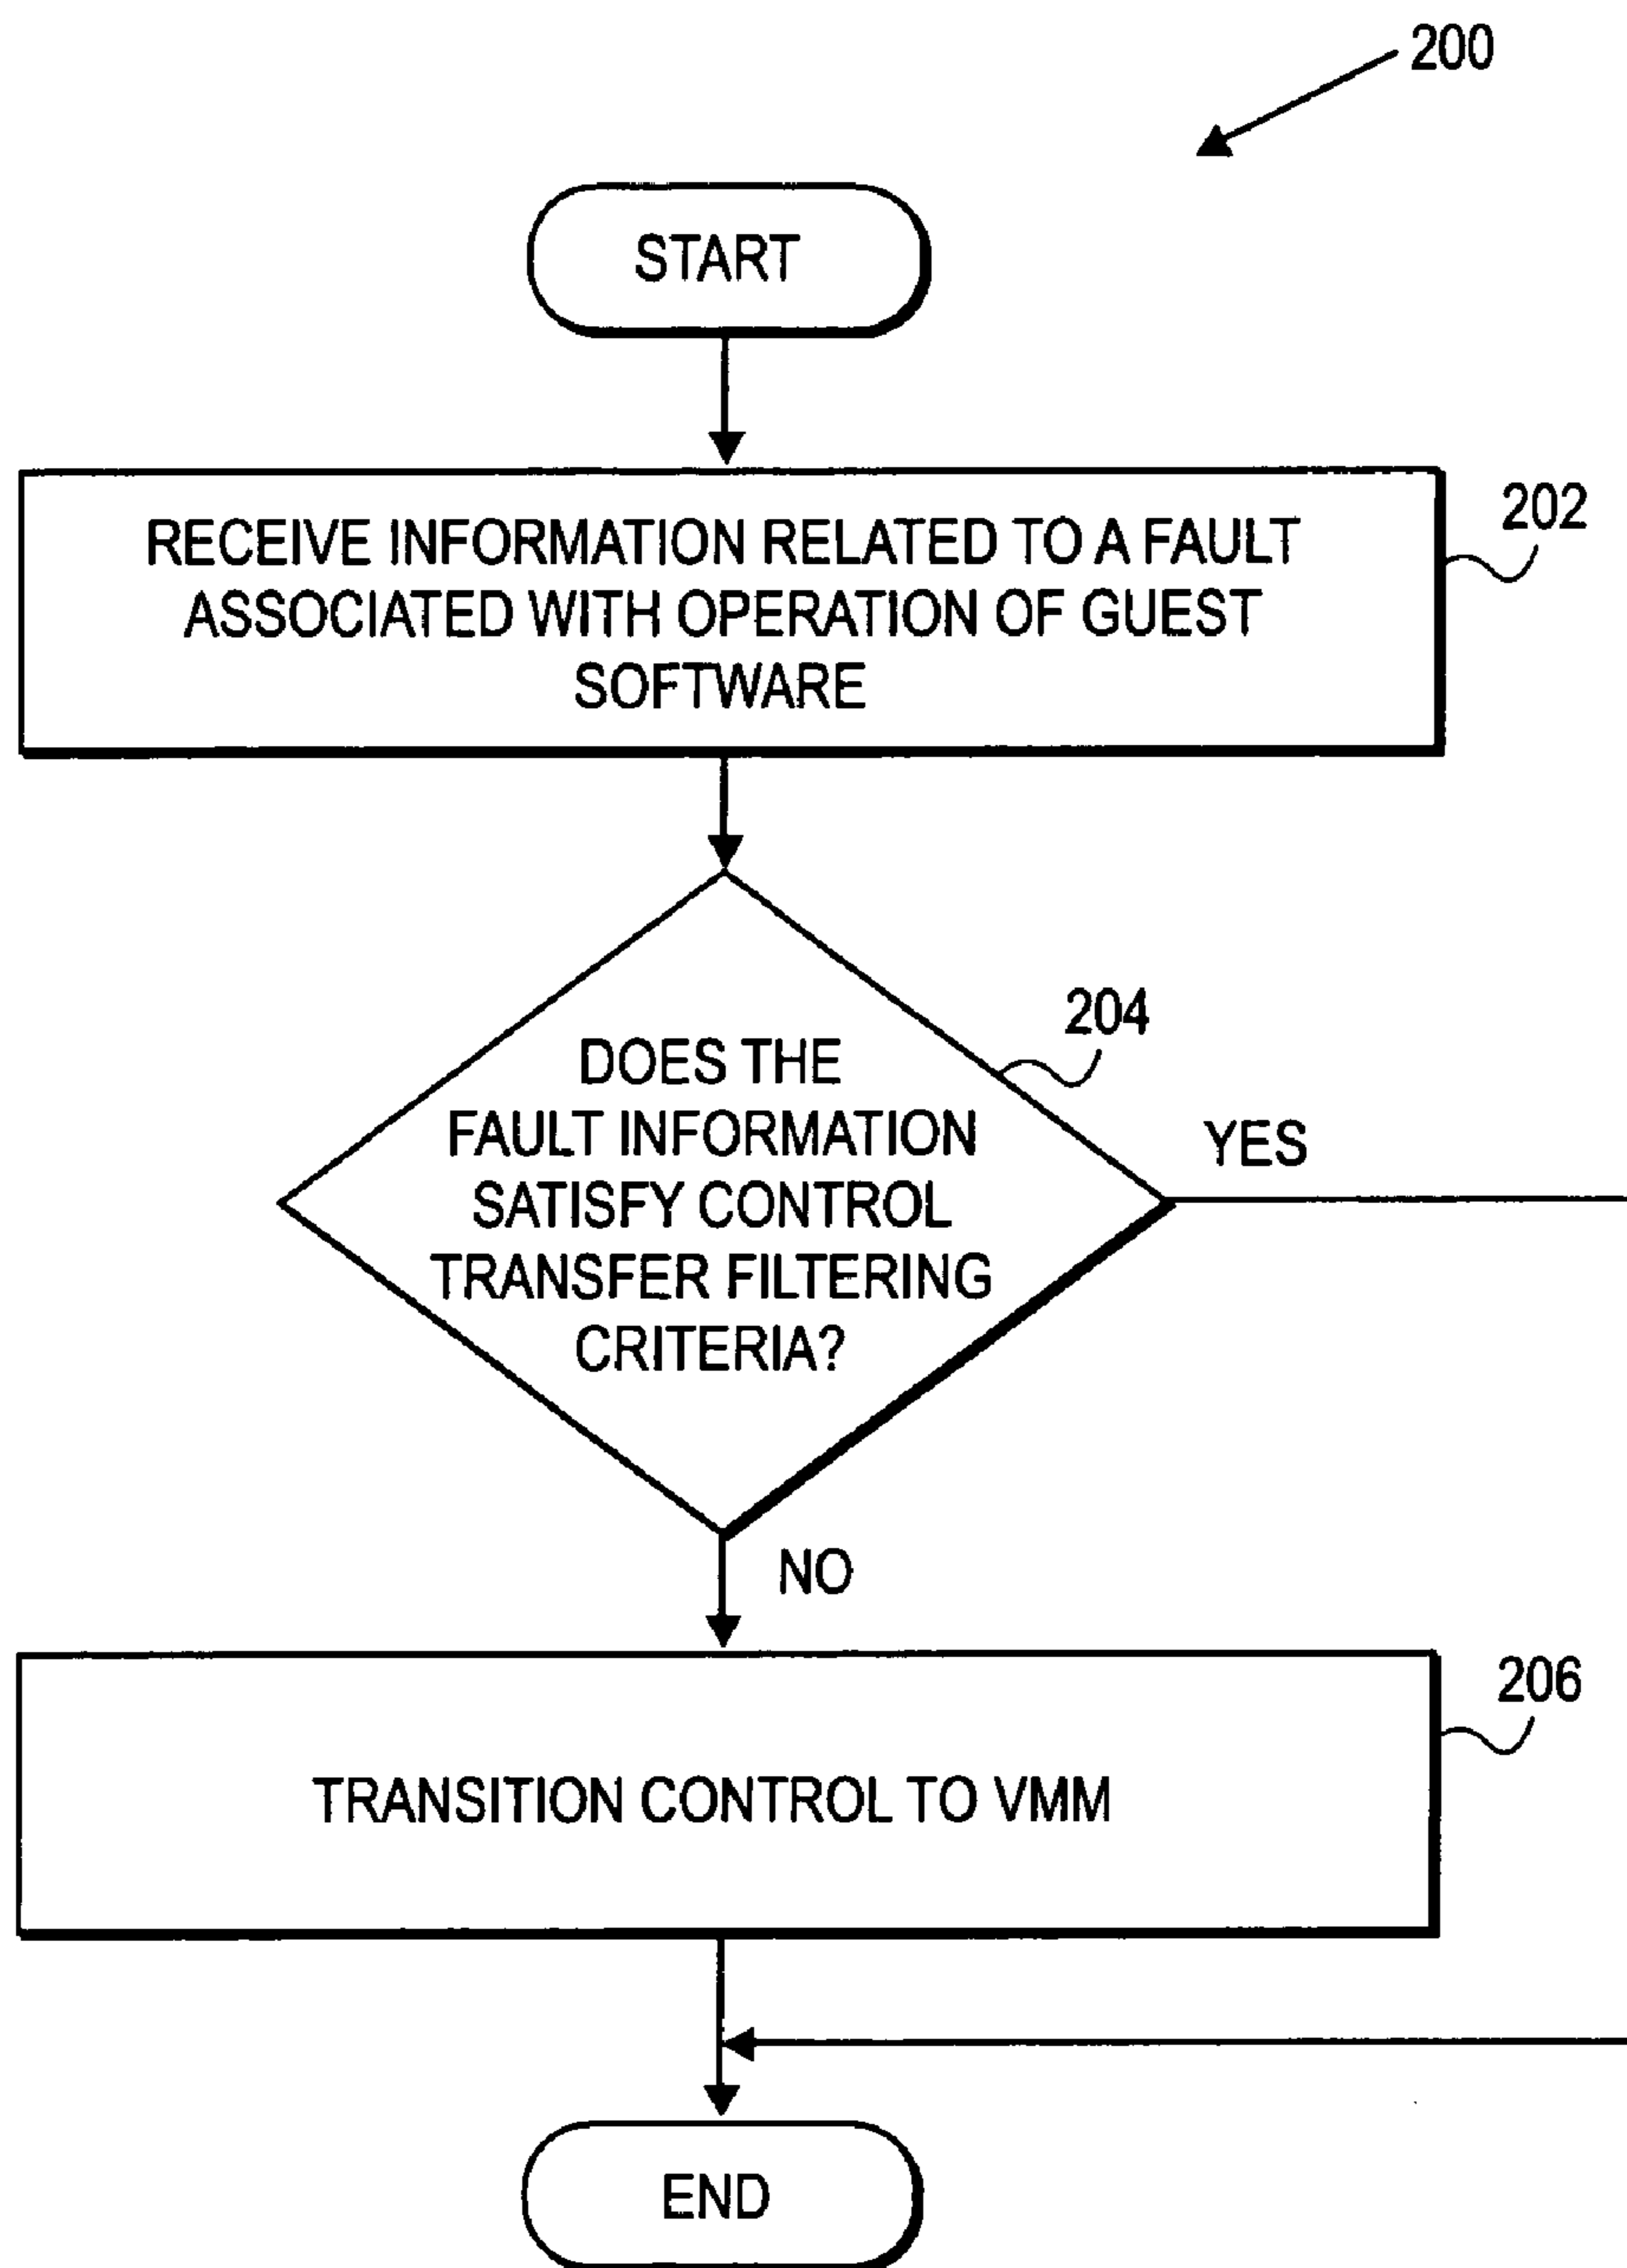 200
START
RECEIVE INFORMATION RELATED TO A FAULT
ASSOCIATED WITH OPERATION OF GUEST
SOFTWARE
202
204
DOES THE
FAULT INFORMATION
SATISFY CONTROL
TRANSFER FILTERING
CRITERIA?
YES
NO
206
TRANSITION CONTROL TO VMM
END